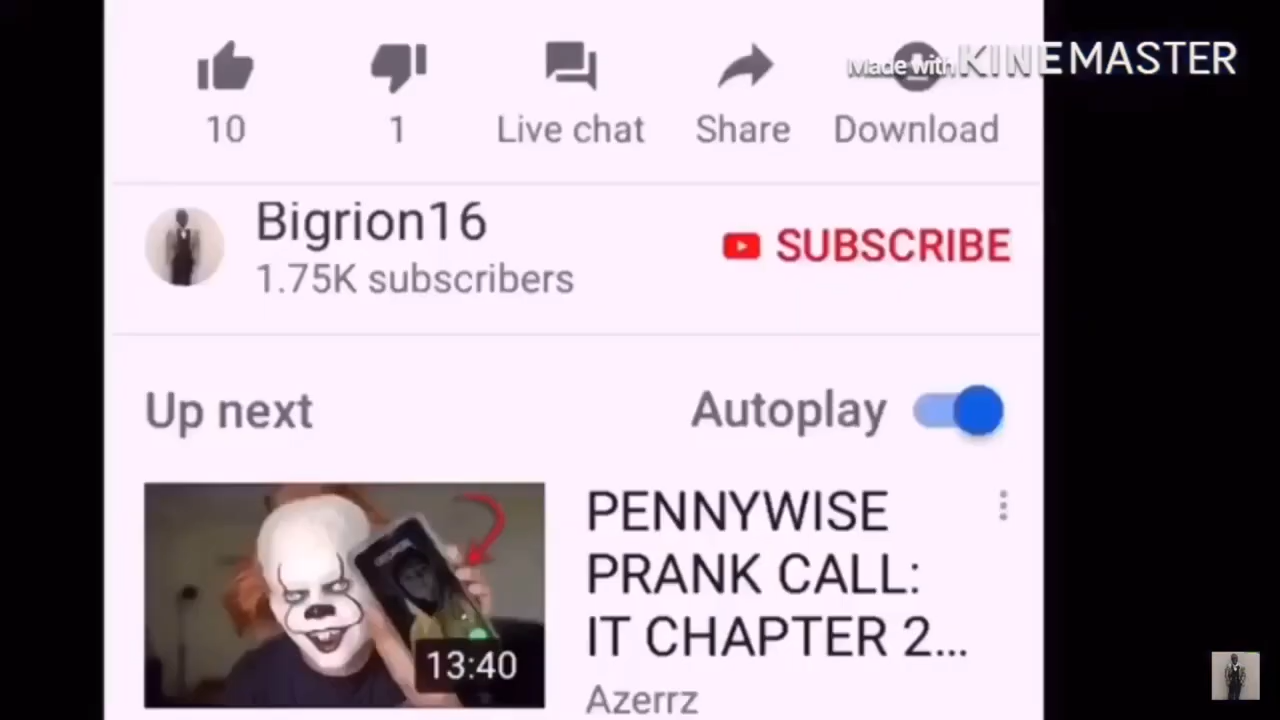 Made with KINEMASTER
10
1
Live chat
Share
Download
Bigrion16
1.75K subscribers
SUBSCRIBE
Up next
Autoplay
PENNYWISE
PRANK CALL:
IT CHAPTER 2...
13:40
Azerrz